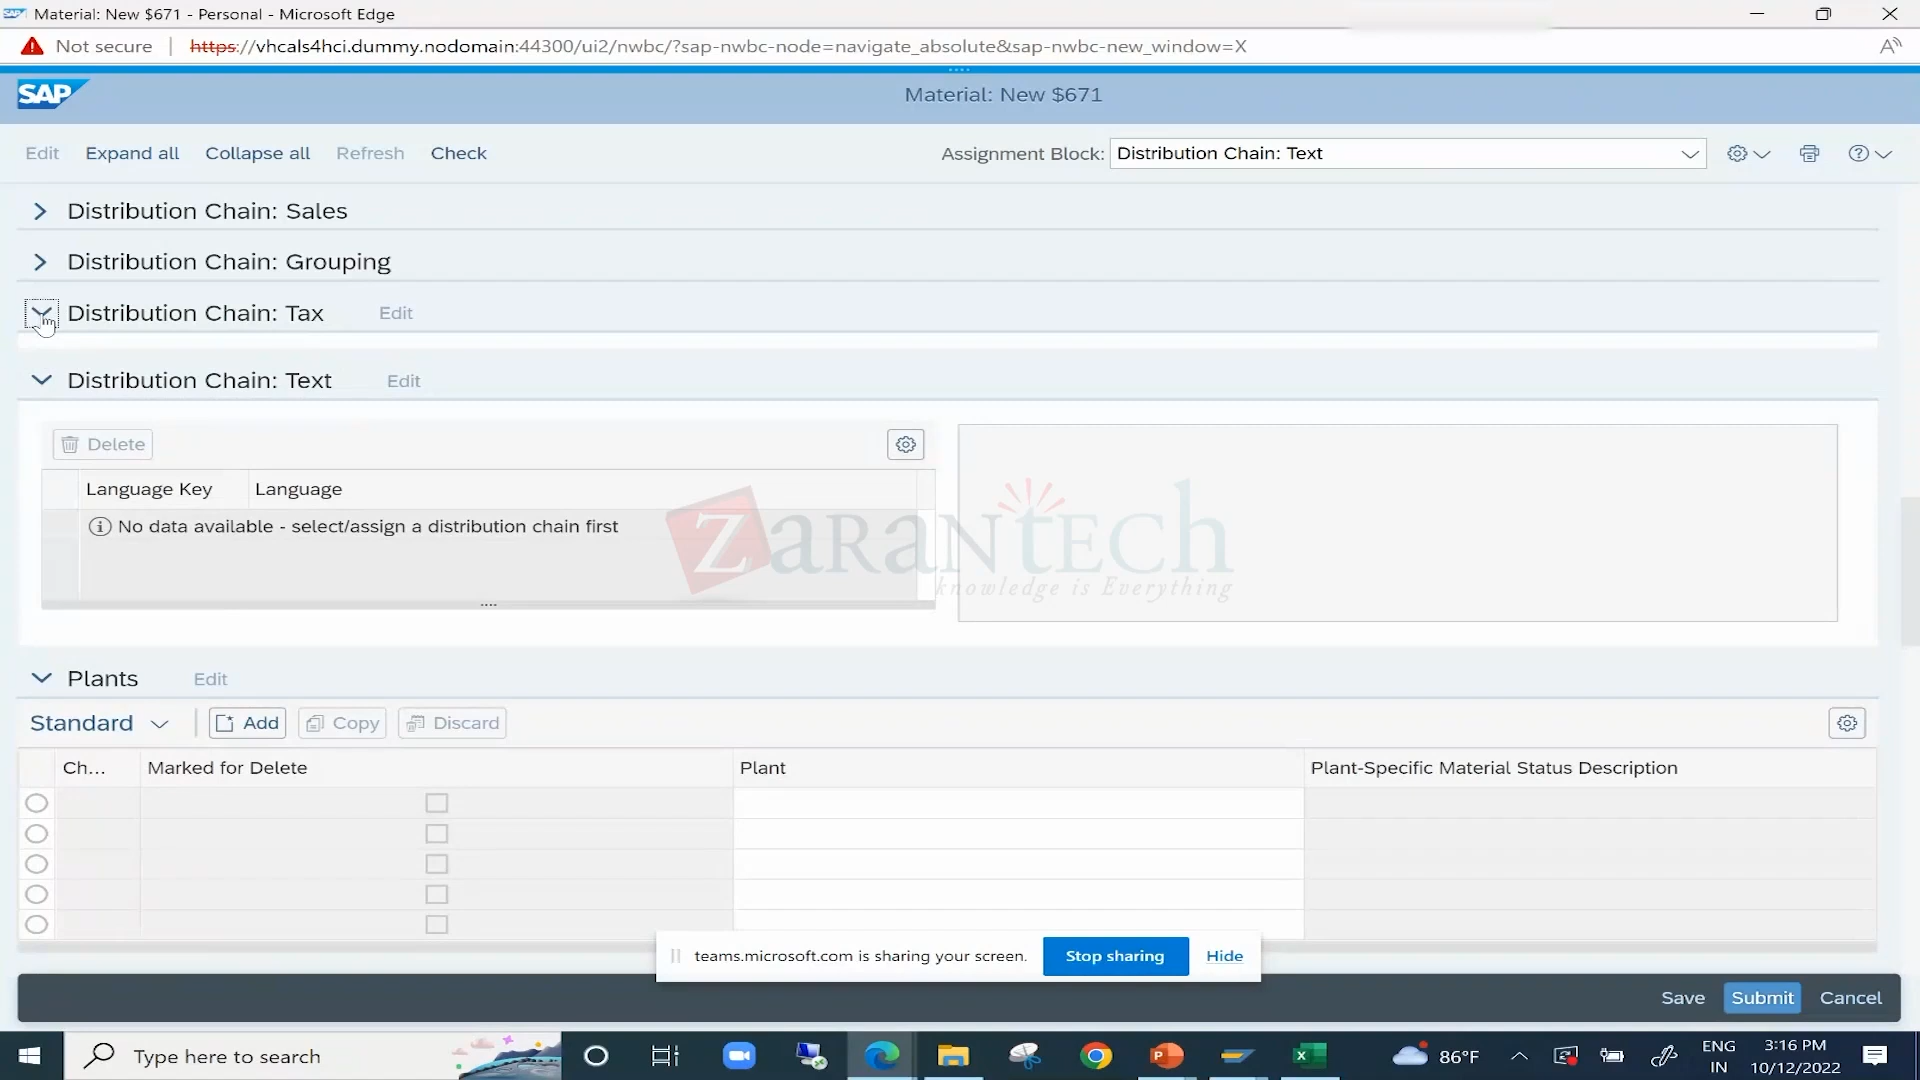 Material: New $671 - Personal - Microsoft Edge
Not secure | https://vhcals4hci.dummy.nodomain:44300/ui2/nwbc/?sap-nwbc-node=navigate_absolute&sap-nwbc-new_window=X
SAP Material: New $671
Edit Expand all Collapse all Refresh Check Assignment Block: Distribution Chain: Text
Distribution Chain: Sales
Distribution Chain: Grouping
Distribution Chain: Tax Edit
Distribution Chain: Text Edit
Delete
Language Key Language
No data available - select/assign a distribution chain first
ZaranTech
knowledge is Everything
Plants Edit
Standard Add Copy Discard
Ch... Marked for Delete Plant Plant-Specific Material Status Description
teams.microsoft.com is sharing your screen. Stop sharing Hide
Save Submit Cancel
Type here to search 86°F ENG 3:16 PM
IN 10/12/2022